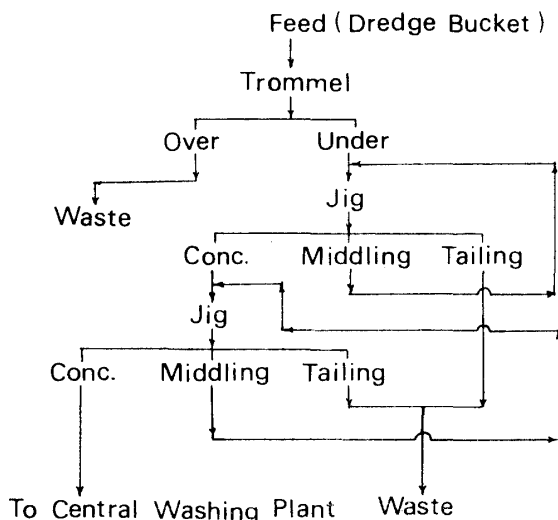 Feed (Dredge Bucket)
Trommel
Over Under
Waste
Jig
Conc. Middling Tailing
Jig
Conc. Middling Tailing
To Central Washing Plant Waste